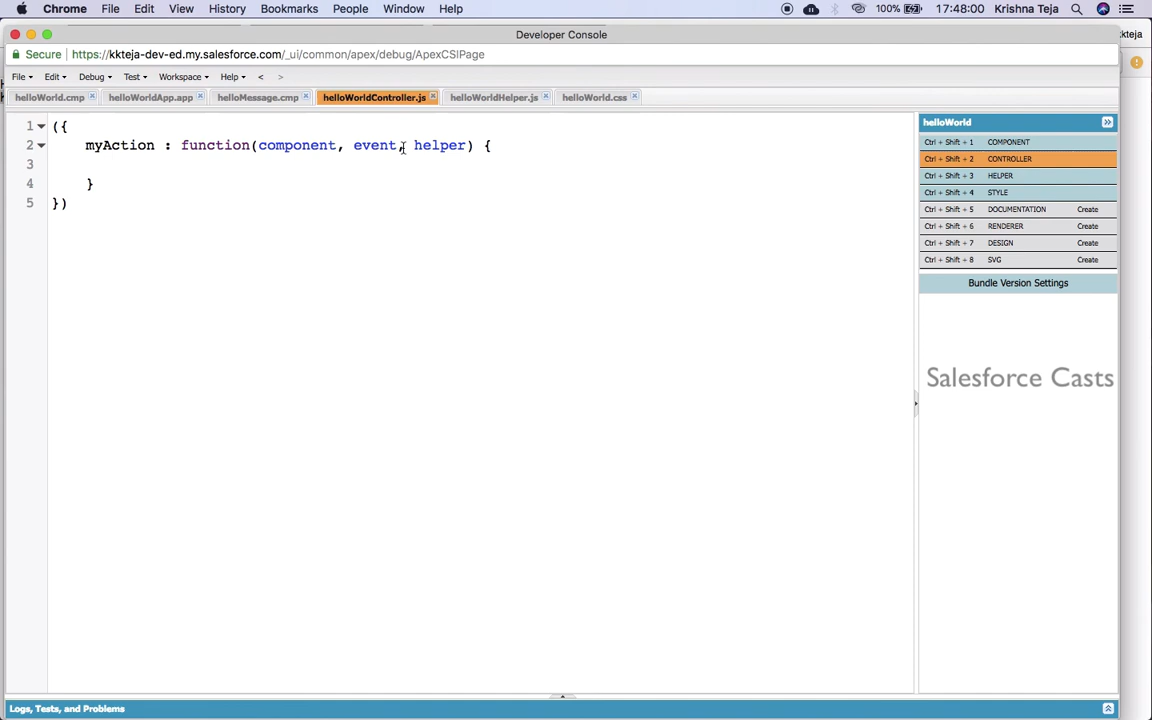 Chrome File Edit View History Bookmarks People Window Help 100% 17:48:00 Krishna Teja
Developer Console
kteja
Secure https://kkteja-dev-ed.my.salesforce.com/_ui/common/apex/debug/ApexCSIPage
File Edit Debug Test Workspace Help < >
helloWorld.cmp helloWorldApp.app helloMessage.cmp helloWorldController.js helloWorldHelper.js helloWorld.css
1 ({
2 myAction : function(component, event, helper) {
3
4 }
5 })
helloWorld
Ctrl + Shift + 1 COMPONENT
Ctrl + Shift + 2 CONTROLLER
Ctrl + Shift + 3 HELPER
Ctrl + Shift + 4 STYLE
Ctrl + Shift + 5 DOCUMENTATION Create
Ctrl + Shift + 6 RENDERER Create
Ctrl + Shift + 7 DESIGN Create
Ctrl + Shift + 8 SVG Create
Bundle Version Settings
Salesforce Casts
Logs, Tests, and Problems